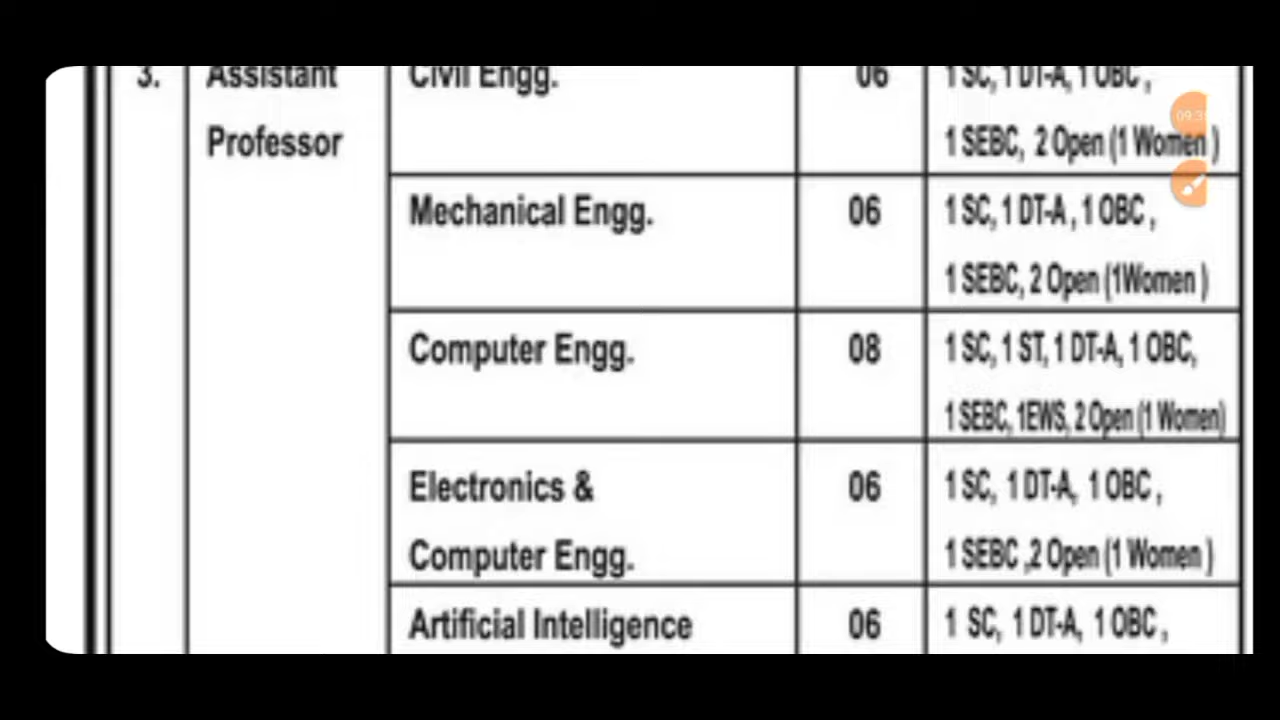 3. Assistant Civil Engg. 06 1 SC, 1 DT-A, 1 OBC ,
Professor 1 SEBC, 2 Open (1 Women )
Mechanical Engg. 06 1 SC, 1 DT-A , 1 OBC ,
1 SEBC, 2 Open (1Women )
Computer Engg. 08 1 SC, 1 ST, 1 DT-A, 1 OBC,
1 SEBC, 1EWS, 2 Open (1 Women)
Electronics & 06 1 SC, 1 DT-A, 1 OBC ,
Computer Engg. 1 SEBC ,2 Open (1 Women )
Artificial Intelligence 06 1 SC, 1 DT-A, 1 OBC ,